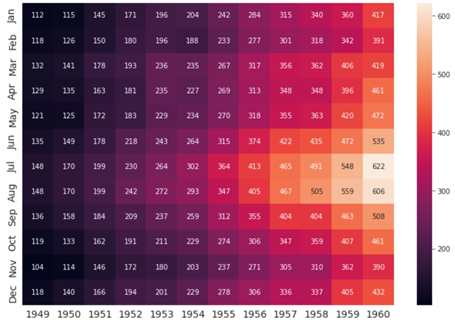 Jan 112 115 145 171 196 204 242 284 315 340 360 417
Feb 118 126 150 180 196 188 233 277 301 318 342 391
Mar 132 141 178 193 236 235 267 317 356 362 406 419
Apr 129 135 163 181 235 227 269 313 348 348 396 461
May 121 125 172 183 229 234 270 318 355 363 420 472
Jun 135 149 178 218 243 264 315 374 422 435 472 535
Jul 148 170 199 230 264 302 364 413 465 491 548 622
Aug 148 170 199 242 272 293 347 405 467 505 559 606
Sep 136 158 184 209 237 259 312 355 404 404 463 508
Oct 119 133 162 191 211 229 274 306 347 359 407 461
Nov 104 114 146 172 180 203 237 271 305 310 362 390
Dec 118 140 166 194 201 229 278 306 336 337 405 432
1949 1950 1951 1952 1953 1954 1955 1956 1957 1958 1959 1960
600
500
400
300
200